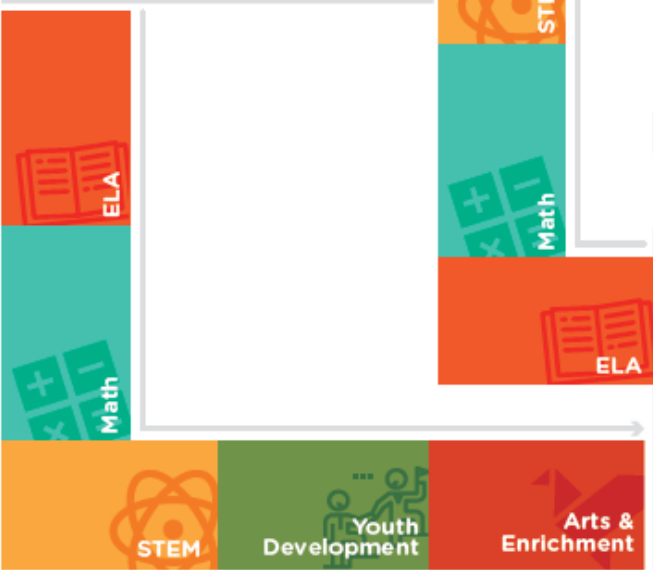 ELA
Math
STEM
Youth
Development
Arts &
Enrichment
Math
ELA